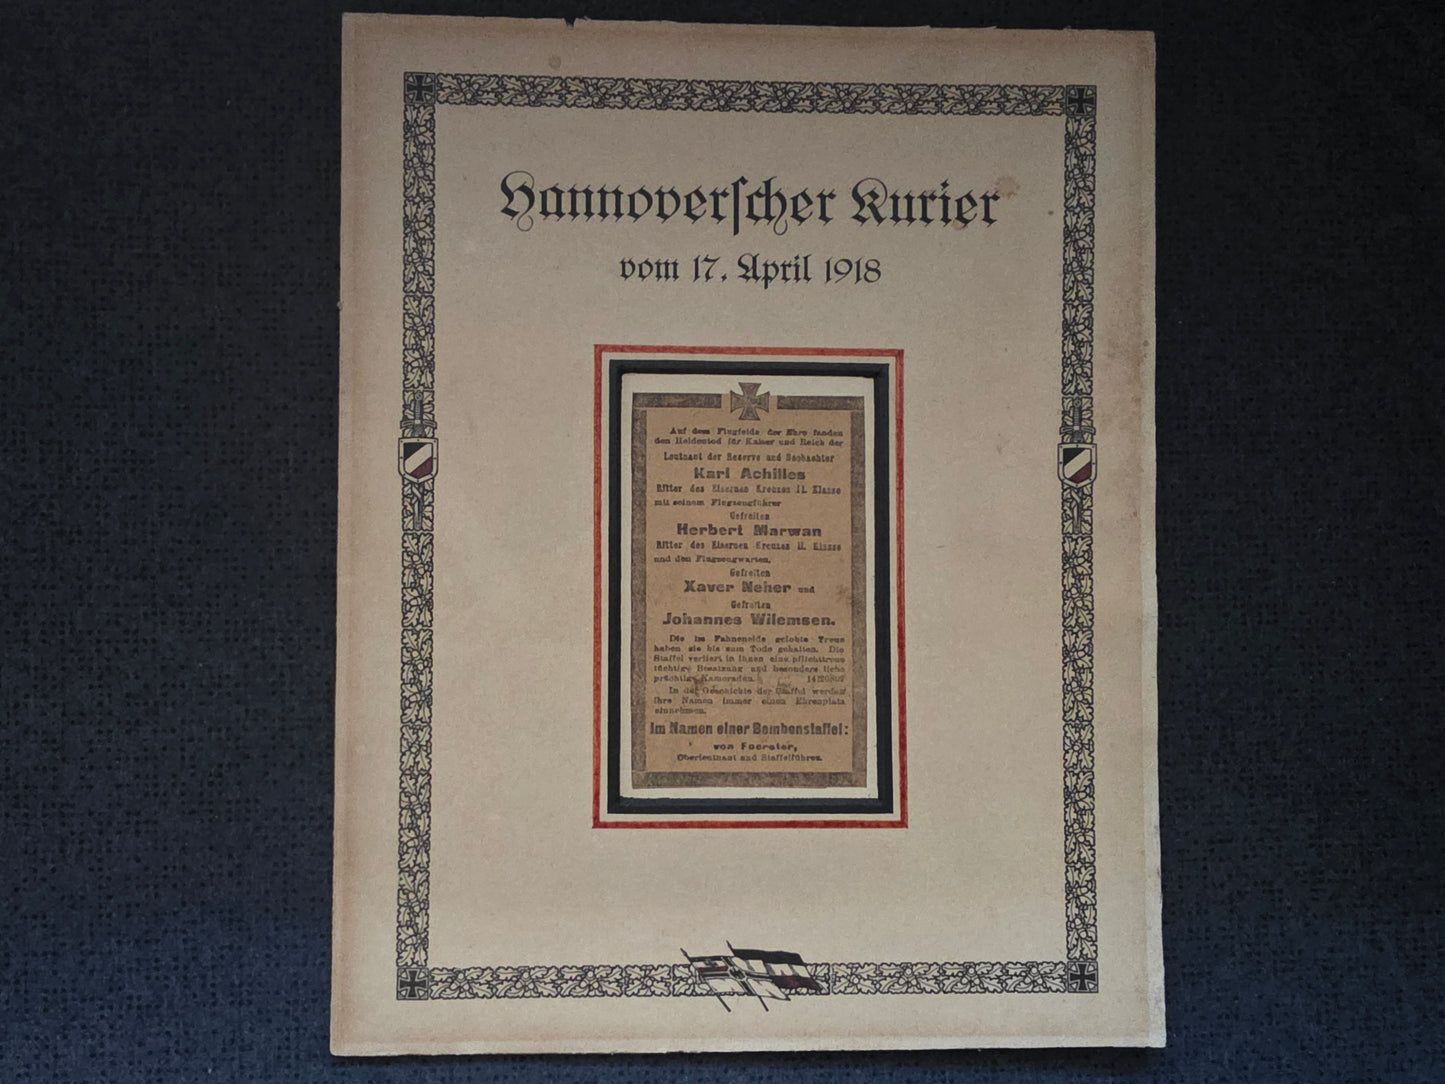 Hannoverscher Kurier
vom 17. April 1918
Auf dem Flugfelde der Ehre fanden
den Heldentod für Kaiser und Reich der
Leutnant der Reserve und Beobachter
Karl Achilles
Ritter des Eisernen Kreuzes II. Klasse
mit seinem Flugzeugführer
Gefreiten
Herbert Marwan
Ritter des Eisernen Kreuzes II. Klasse
und den Flugzeugwarten,
Gefreiten
Xaver Neher und
Gefreiten
Johannes Wilemsen.
Die im Fahneneide gelobte Treue
haben sie bis zum Tode gehalten. Die
Staffel verliert in ihnen eine pflichttreue
tüchtige Besatzung und besonders liebe
prächtige Kameraden.
In der Geschichte der Staffel werden
ihre Namen immer einen Ehrenplatz
einnehmen.
Im Namen einer Bombenstaffel:
von Foerster,
Oberleutnant und Staffelführer.